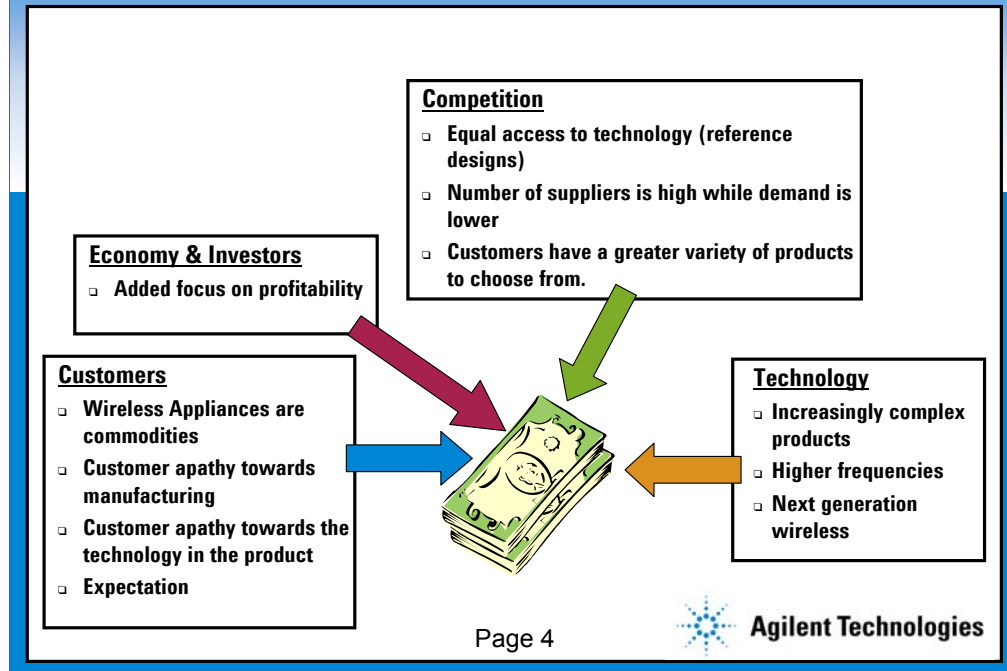 Competition
❑ Equal access to technology (reference
designs)
❑ Number of suppliers is high while demand is
lower
❑ Customers have a greater variety of products
to choose from.
Economy & Investors
❑ Added focus on profitability
Customers
❑ Wireless Appliances are
commodities
❑ Customer apathy towards
manufacturing
❑ Customer apathy towards the
technology in the product
❑ Expectation
Technology
❑ Increasingly complex
products
❑ Higher frequencies
❑ Next generation
wireless
Page 4
Agilent Technologies